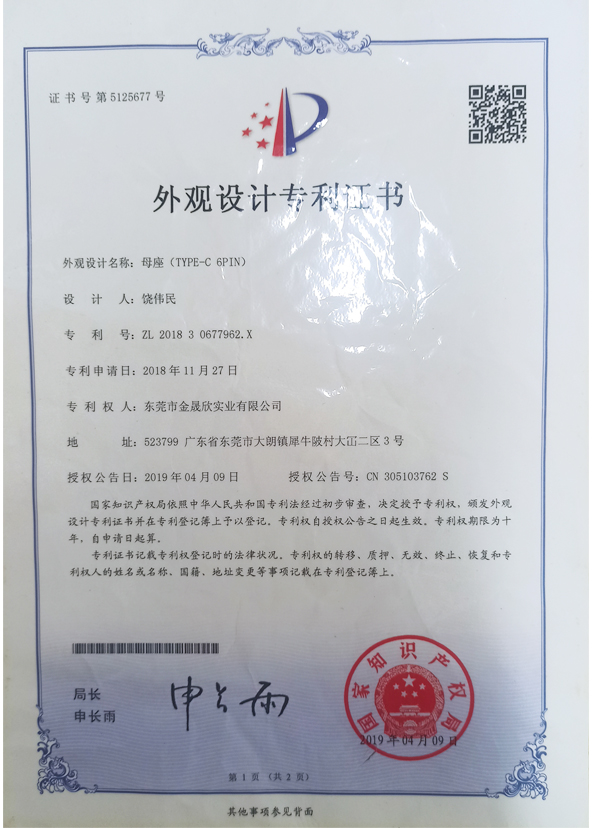 证书号第5125677号
外观设计专利证书
外观设计名称：母座（TYPE-C 6PIN）
设 计 人：饶伟民
专 利 号：ZL 2018 3 0677962.X
专利申请日：2018年11月27日
专 利 权 人：东莞市金晟欣实业有限公司
地 址：523799 广东省东莞市大朗镇犀牛陂村大冚二区3号
授权公告日：2019年04月09日 授权公告号：CN 305103762 S
国家知识产权局依照中华人民共和国专利法经过初步审查，决定授予专利权，颁发外观
设计专利证书并在专利登记簿上予以登记。专利权自授权公告之日起生效。专利权期限为十
年，自申请日起算。
专利证书记载专利权登记时的法律状况。专利权的转移、质押、无效、终止、恢复和专
利权人的姓名或名称、国籍、地址变更等事项记载在专利登记簿上。
局长
申长雨
申长雨
国家知识产权局
2019年04月09日
第1页（共2页）
其他事项参见背面